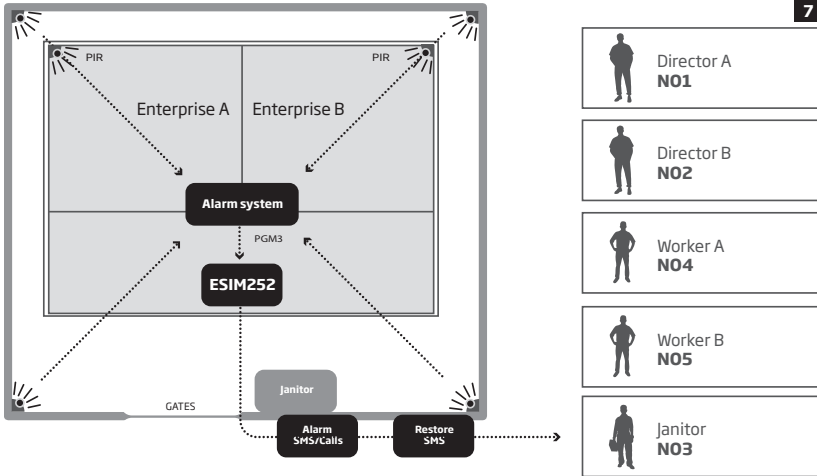 7
PIR
PIR
Enterprise A
Enterprise B
Alarm system
PGM3
ESIM252
Janitor
GATES
Alarm
SMS/Calls
Restore
SMS
Director A
NO1
Director B
NO2
Worker A
NO4
Worker B
NO5
Janitor
NO3